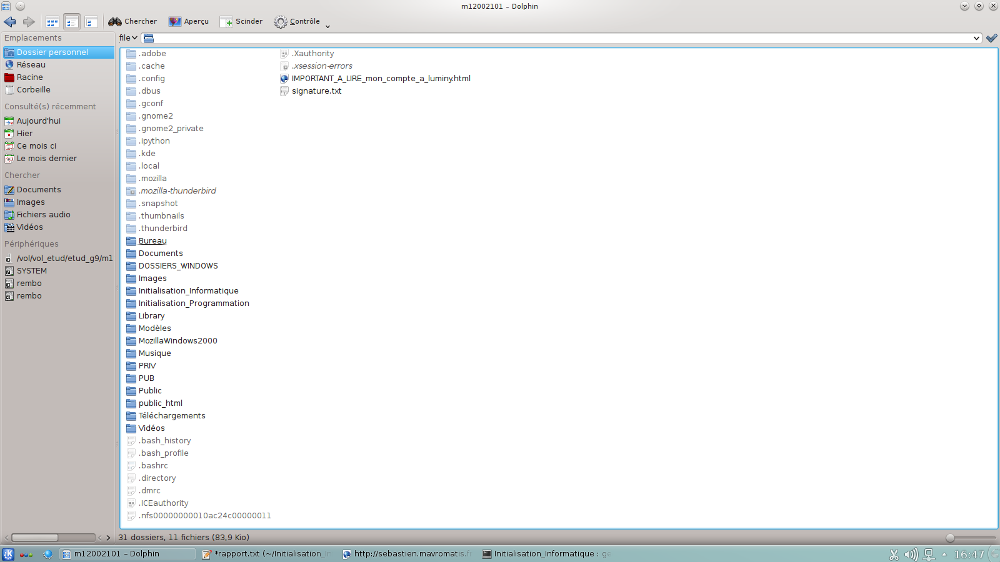 m12002101 – Dolphin
Chercher
Aperçu
Scinder
Contrôle
Emplacements
Dossier personnel
Réseau
Racine
Corbeille
Consulté(s) récemment
Aujourd'hui
Hier
Ce mois ci
Le mois dernier
Chercher
Documents
Images
Fichiers audio
Vidéos
Périphériques
/vol/vol_etud/etud_g9/m1
SYSTEM
rembo
rembo
file
.adobe
.cache
.config
.dbus
.gconf
.gnome2
.gnome2_private
.ipython
.kde
.local
.mozilla
.mozilla-thunderbird
.snapshot
.thumbnails
.thunderbird
Bureau
Documents
DOSSIERS_WINDOWS
Images
Initialisation_Informatique
Initialisation_Programmation
Library
Modèles
MozillaWindows2000
Musique
PRIV
PUB
Public
public_html
Téléchargements
Vidéos
.bash_history
.bash_profile
.bashrc
.directory
.dmrc
.ICEauthority
.nfs00000000010ac24c00000011
.Xauthority
.xsession-errors
IMPORTANT_A_LIRE_mon_compte_a_luminy.html
signature.txt
31 dossiers, 11 fichiers (83,9 Kio)
m12002101 – Dolphin
*rapport.txt (~/Initialisation_In
http://sebastien.mavromatis.f
Initialisation_Informatique : ge
16:47